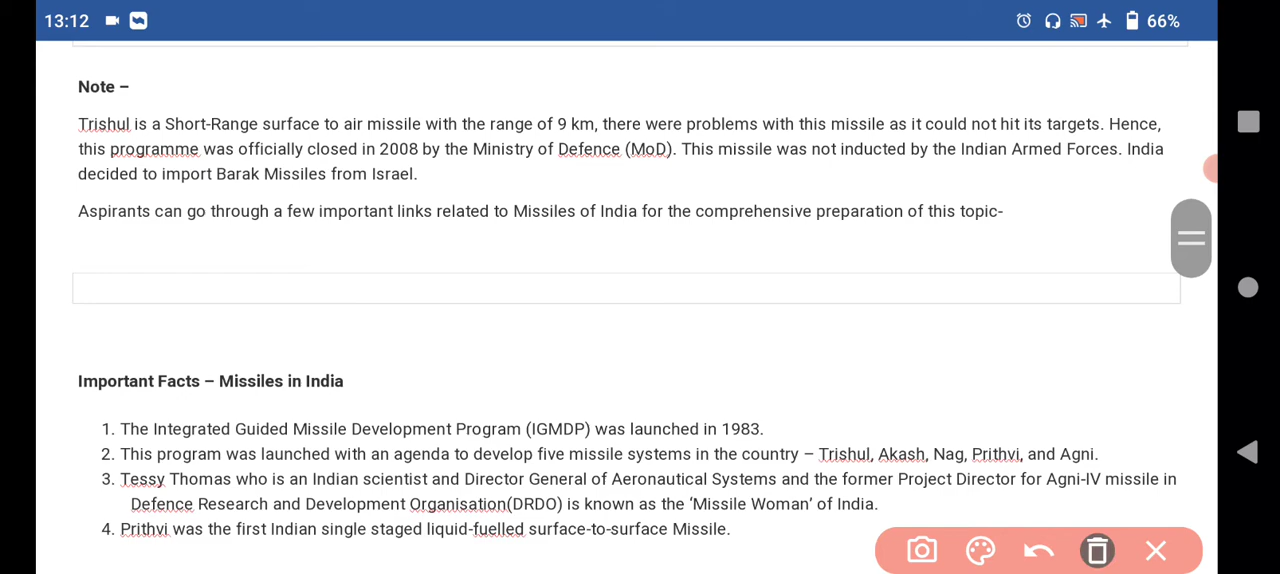 13:12
66%
Note –
Trishul is a Short-Range surface to air missile with the range of 9 km, there were problems with this missile as it could not hit its targets. Hence,
this programme was officially closed in 2008 by the Ministry of Defence (MoD). This missile was not inducted by the Indian Armed Forces. India
decided to import Barak Missiles from Israel.
Aspirants can go through a few important links related to Missiles of India for the comprehensive preparation of this topic-
Important Facts – Missiles in India
1. The Integrated Guided Missile Development Program (IGMDP) was launched in 1983.
2. This program was launched with an agenda to develop five missile systems in the country – Trishul, Akash, Nag, Prithvi, and Agni.
3. Tessy Thomas who is an Indian scientist and Director General of Aeronautical Systems and the former Project Director for Agni-IV missile in
Defence Research and Development Organisation(DRDO) is known as the ‘Missile Woman’ of India.
4. Prithvi was the first Indian single staged liquid-fuelled surface-to-surface Missile.